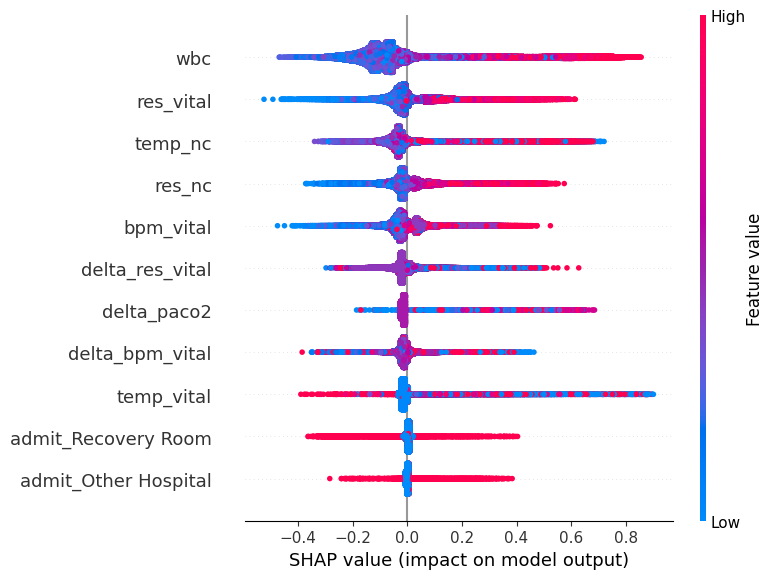 High
wbc
res_vital
temp_nc
res_nc
bpm_vital
delta_res_vital
delta_paco2
delta_bpm_vital
temp_vital
admit_Recovery Room
admit_Other Hospital
Feature value
Low
−0.4 −0.2 0.0 0.2 0.4 0.6 0.8
SHAP value (impact on model output)